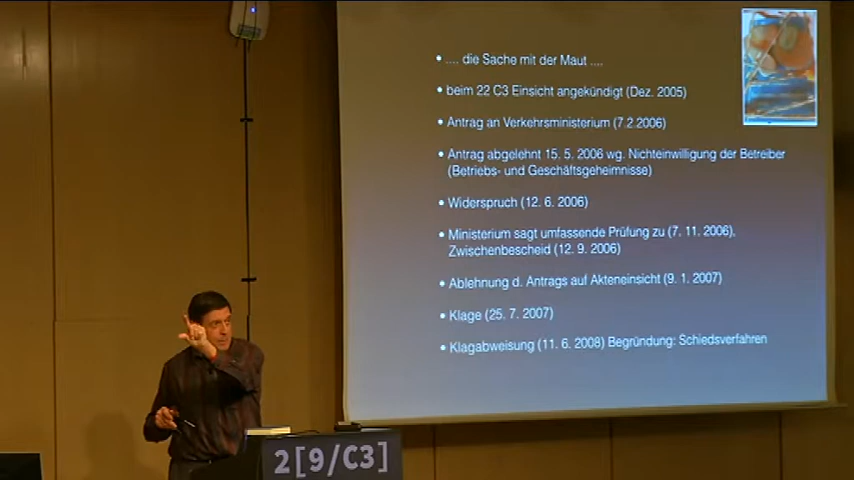 • .... die Sache mit der Maut ....
• beim 22 C3 Einsicht angekündigt (Dez. 2005)
• Antrag an Verkehrsministerium (7.2.2006)
• Antrag abgelehnt 15. 5. 2006 wg. Nichteinwilligung der Betreiber
(Betriebs- und Geschäftsgeheimnisse)
• Widerspruch (12. 6. 2006)
• Ministerium sagt umfassende Prüfung zu (7. 11. 2006),
Zwischenbescheid (12. 9. 2006)
• Ablehnung d. Antrags auf Akteneinsicht (9. 1. 2007)
• Klage (25. 7. 2007)
• Klagabweisung (11. 6. 2008) Begründung: Schiedsverfahren
2[9/C3]